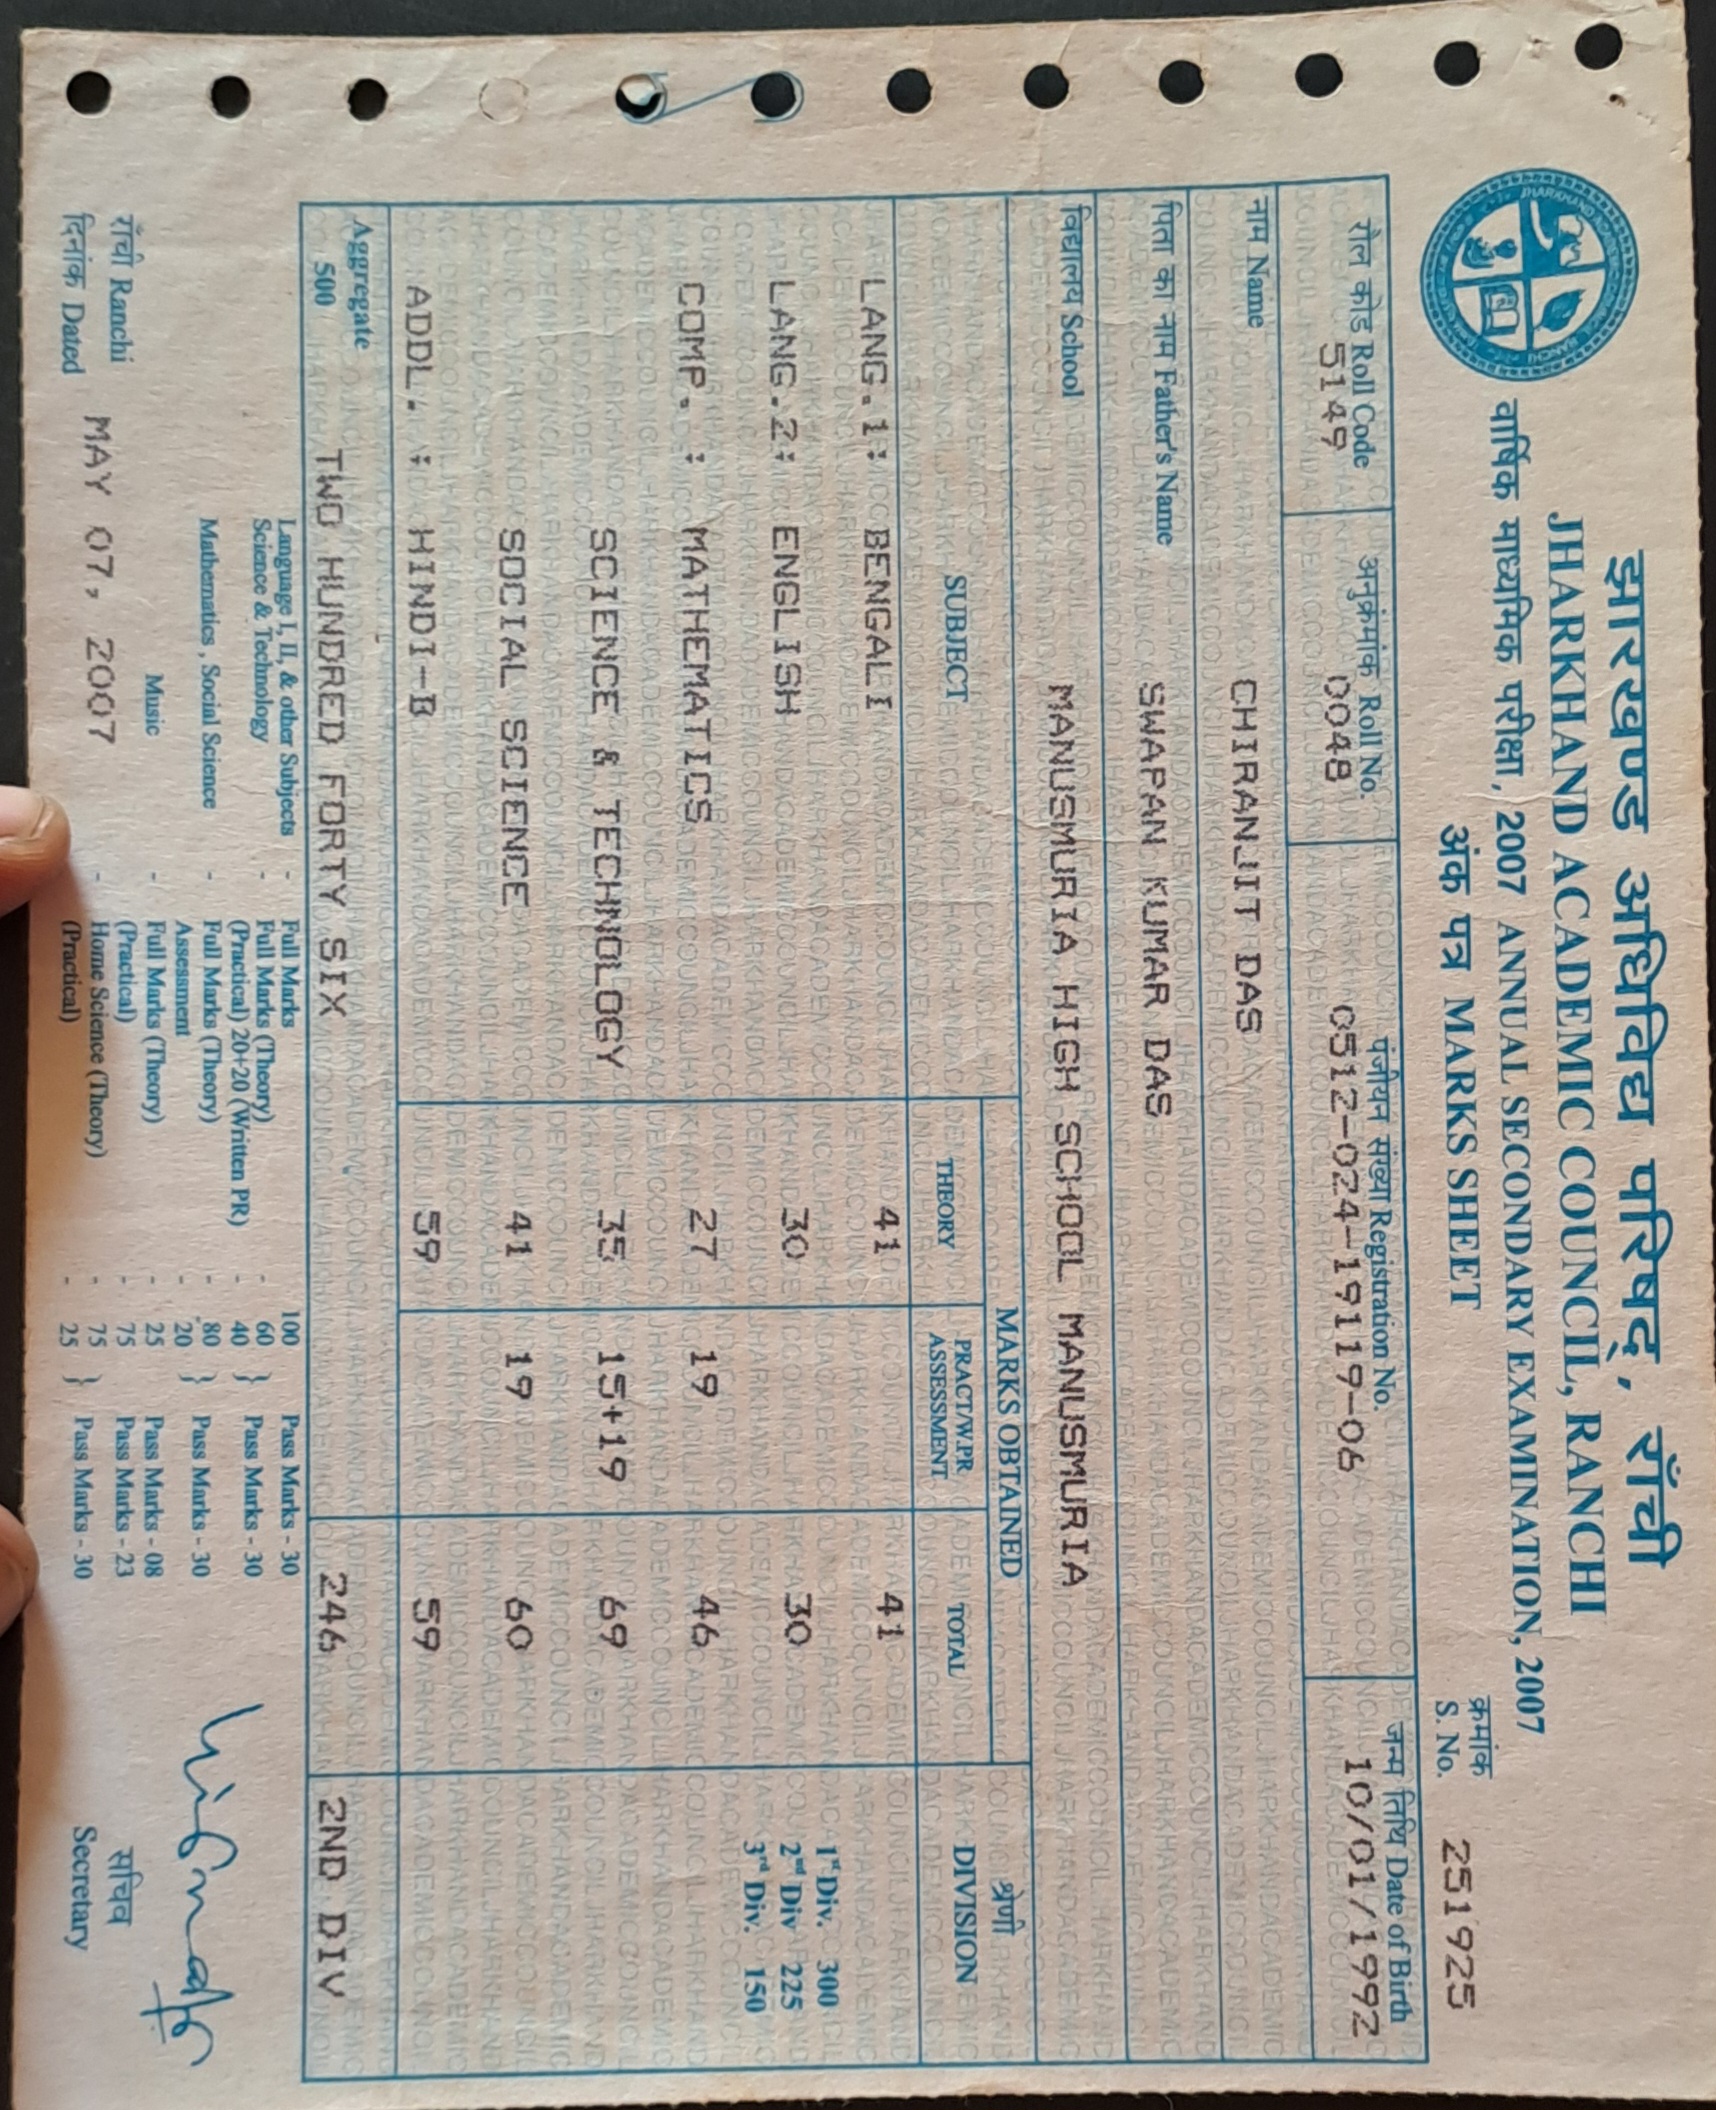 झारखण्ड अधिविद्य परिषद्, राँची
JHARKHAND ACADEMIC COUNCIL, RANCHI
वार्षिक माध्यमिक परीक्षा, 2007 ANNUAL SECONDARY EXAMINATION, 2007
अंक पत्र MARKS SHEET
क्रमांक
S. No. 251925
रौल कोड Roll Code अनुक्रमांक Roll No. पंजीयन संख्या Registration No. जन्म तिथि Date of Birth
5149 0048 0512-024-19119-06 10/01/1992
नाम Name CHIRANJIT DAS
पिता का नाम Father's Name SWAPAN KUMAR DAS
विद्यालय School MANUSMURIA HIGH SCHOOL MANUSMURIA
SUBJECT MARKS OBTAINED श्रेणी
THEORY PRACT/W.PR ASSESSMENT TOTAL DIVISION
LANG.1: BENGALI 41 41
1st Div. 300
LANG.2: ENGLISH 30 30
2nd Div 225
3rd Div. 150
COMP. : MATHEMATICS 27 19 46
SCIENCE & TECHNOLOGY 35 15+19 69
SOCIAL SCIENCE 41 19 60
ADDL. : HINDI-B 59 59
Aggregate
500 TWO HUNDRED FORTY SIX 246 2ND DIV
Language I, II, & other Subjects - Full Marks 100 Pass Marks - 30
Science & Technology - Full Marks (Theory) - 60
(Practical) 20+20 (Written PR) - 40 } Pass Marks - 30
Mathematics, Social Science - Full Marks (Theory) - 80
Assessment - 20 } Pass Marks - 30
Music - Full Marks (Theory) 25 Pass Marks - 08
(Practical) - 75 Pass Marks - 23
- Home Science (Theory) - 75
(Practical) - 25 } Pass Marks - 30
राँची Ranchi
दिनांक Dated MAY 07, 2007
सचिव
Secretary